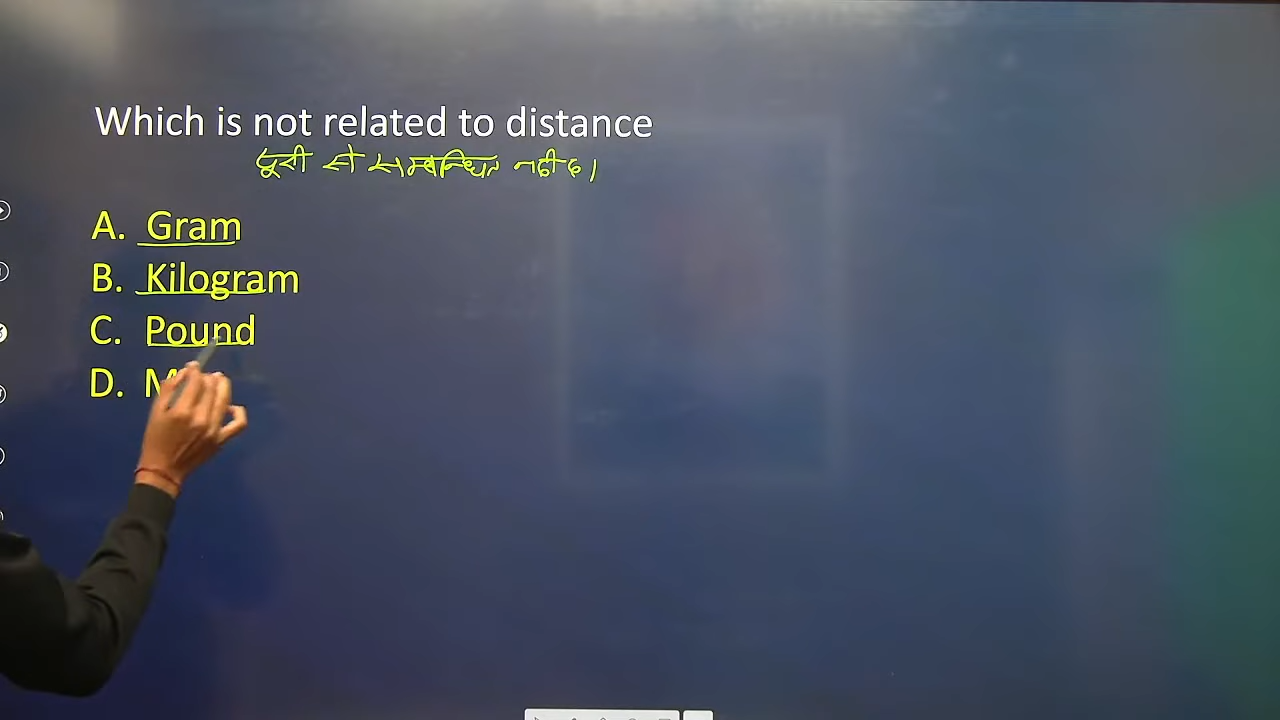 Which is not related to distance
दूरी से सम्बन्धित नही है।
A. Gram
B. Kilogram
C. Pound
D.